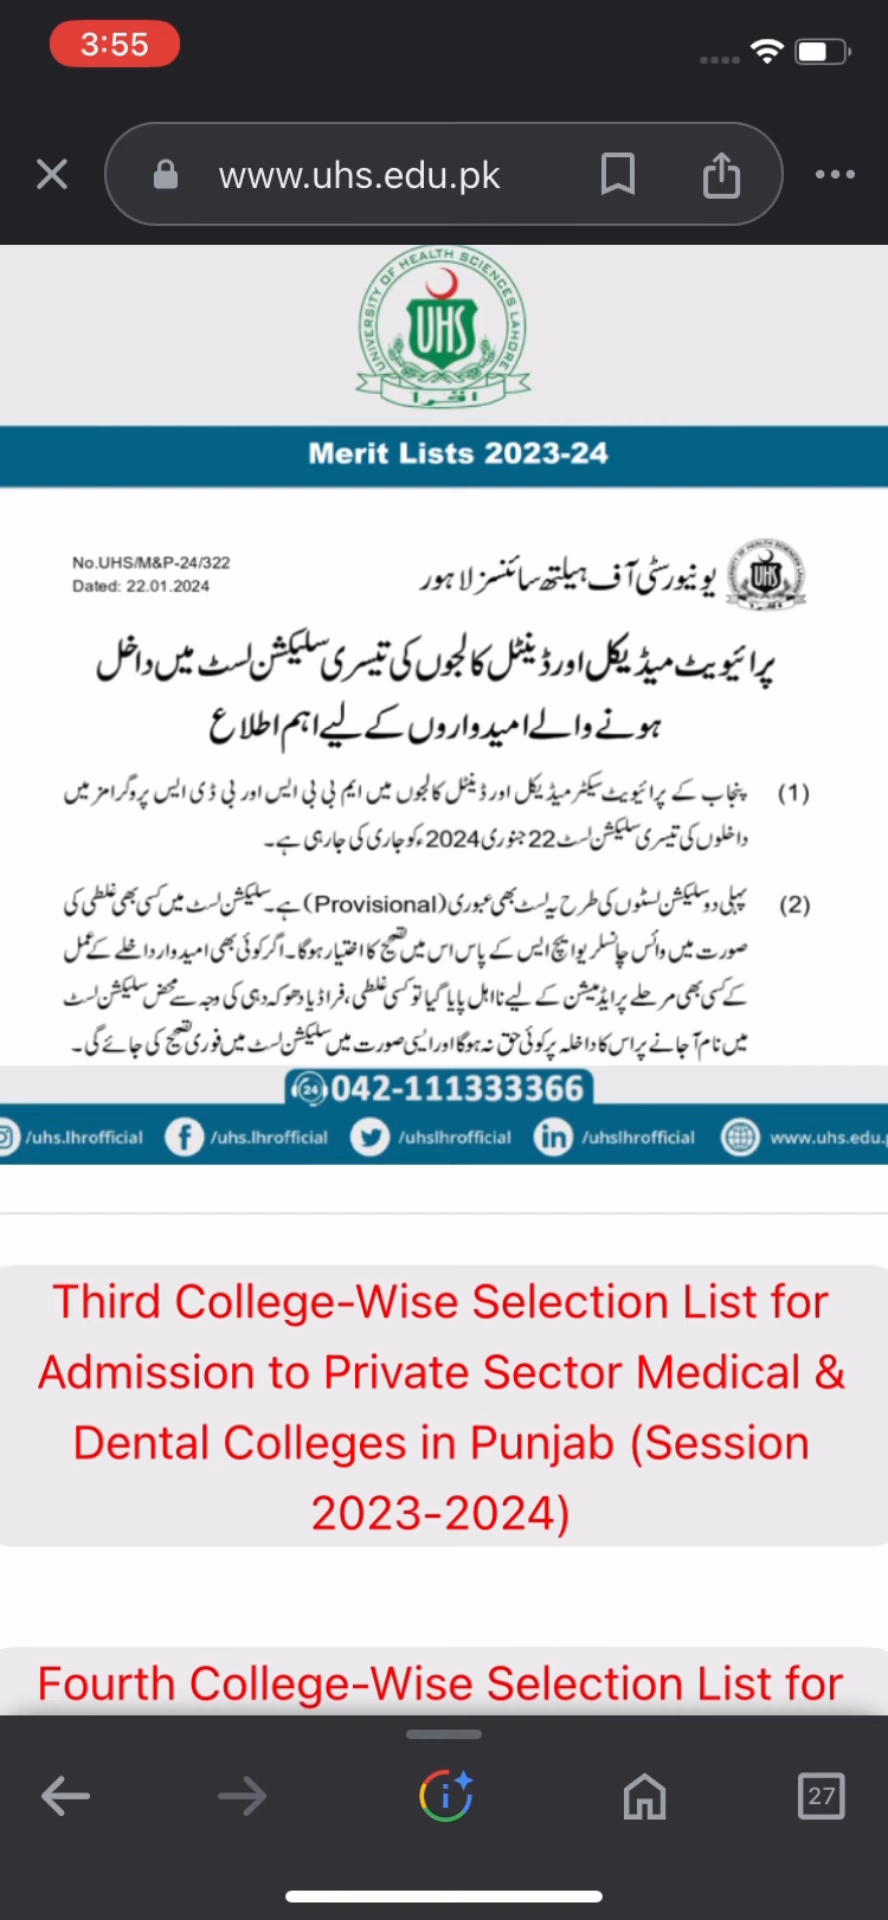 3:55
www.uhs.edu.pk
UNIVERSITY OF HEALTH SCIENCES LAHORE
UHS
اقرا
Merit Lists 2023-24
No.UHS/M&P-24/322
Dated: 22.01.2024
یونیورسٹی آف ہیلتھ سائنسز لاہور
UHS
پرائیویٹ میڈیکل اور ڈینٹل کالجوں کی تیسری سلیکشن لسٹ میں داخل
ہونے والے امیدواروں کے لیے اہم اطلاع
(1) پنجاب کے پرائیویٹ سیکٹر میڈیکل اور ڈینٹل کالجوں میں ایم بی بی ایس اور بی ڈی ایس پروگرامز میں
داخلوں کی تیسری سلیکشن لسٹ 22 جنوری 2024ء کو جاری کی جا رہی ہے۔
(2) پہلی دو سلیکشن لسٹوں کی طرح یہ لسٹ بھی عبوری (Provisional) ہے۔ سلیکشن لسٹ میں کسی بھی غلطی کی
صورت میں وائس چانسلر یو ایچ ایس کے پاس اس میں تصحیح کا اختیار ہوگا۔ اگر کوئی بھی امیدوار داخلے کے عمل
کے کسی بھی مرحلے پر ایڈمیشن کے لیے نااہل پایا گیا تو کسی غلطی، فراڈ یا دھوکہ دہی کی وجہ سے محض سلیکشن لسٹ
میں نام آ جانے پر اس کا داخلہ پر کوئی حق نہ ہوگا اور ایسی صورت میں سلیکشن لسٹ میں فوری تصحیح کی جائے گی۔
24 042-111333366
/uhs.lhrofficial /uhs.lhrofficial /uhslhrofficial /uhslhrofficial www.uhs.edu.p
Third College-Wise Selection List for
Admission to Private Sector Medical &
Dental Colleges in Punjab (Session
2023-2024)
Fourth College-Wise Selection List for
27